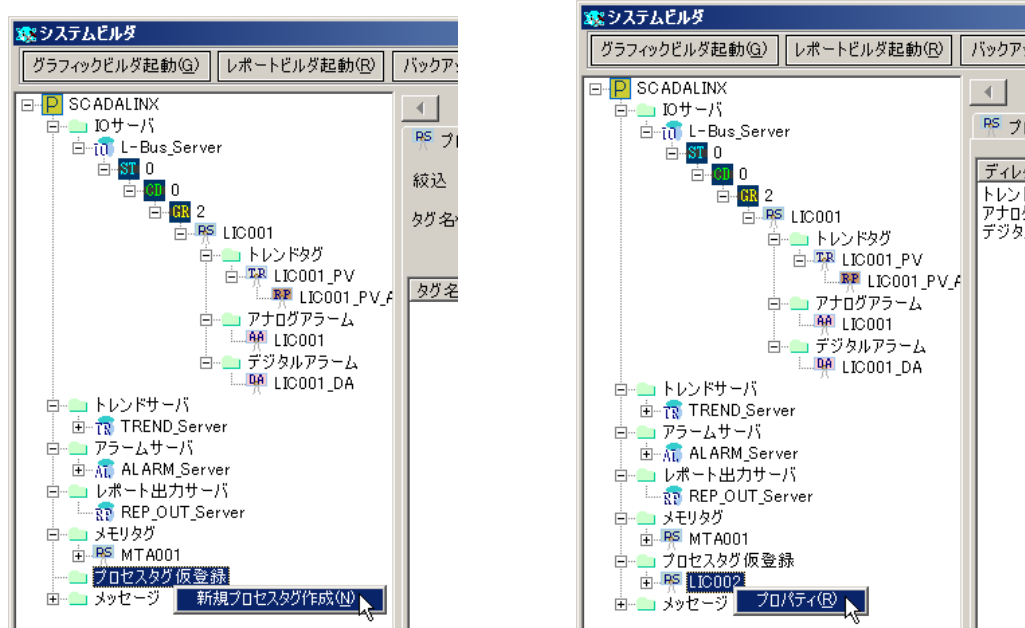 システムビルダ
グラフィックビルダ起動(G)
レポートビルダ起動(R)
バックア
SCADALINX
IOサーバ
L-Bus_Server
ST 0
CD 0
GR 2
RS LIC001
トレンドタグ
TR LIC001_PV
RP LIC001_PV_A
アナログアラーム
AA LIC001
デジタルアラーム
DA LIC001_DA
トレンドサーバ
TREND_Server
アラームサーバ
ALARM_Server
レポート出力サーバ
REP_OUT_Server
メモリタグ
RS MTA001
プロセスタグ仮登録
メッセージ
新規プロセスタグ作成(N)
RS プ
絞込
タグ名
タグ名
システムビルダ
グラフィックビルダ起動(G)
レポートビルダ起動(R)
バックア
SCADALINX
IOサーバ
L-Bus_Server
ST 0
CD 0
GR 2
RS LIC001
トレンドタグ
TR LIC001_PV
RP LIC001_PV_A
アナログアラーム
AA LIC001
デジタルアラーム
DA LIC001_DA
トレンドサーバ
TREND_Server
アラームサーバ
ALARM_Server
レポート出力サーバ
REP_OUT_Server
メモリタグ
RS MTA001
プロセスタグ仮登録
RS LIC002
メッセージ
プロパティ(R)
RS プ
ディレ
トレンド
アナログ
デジタ